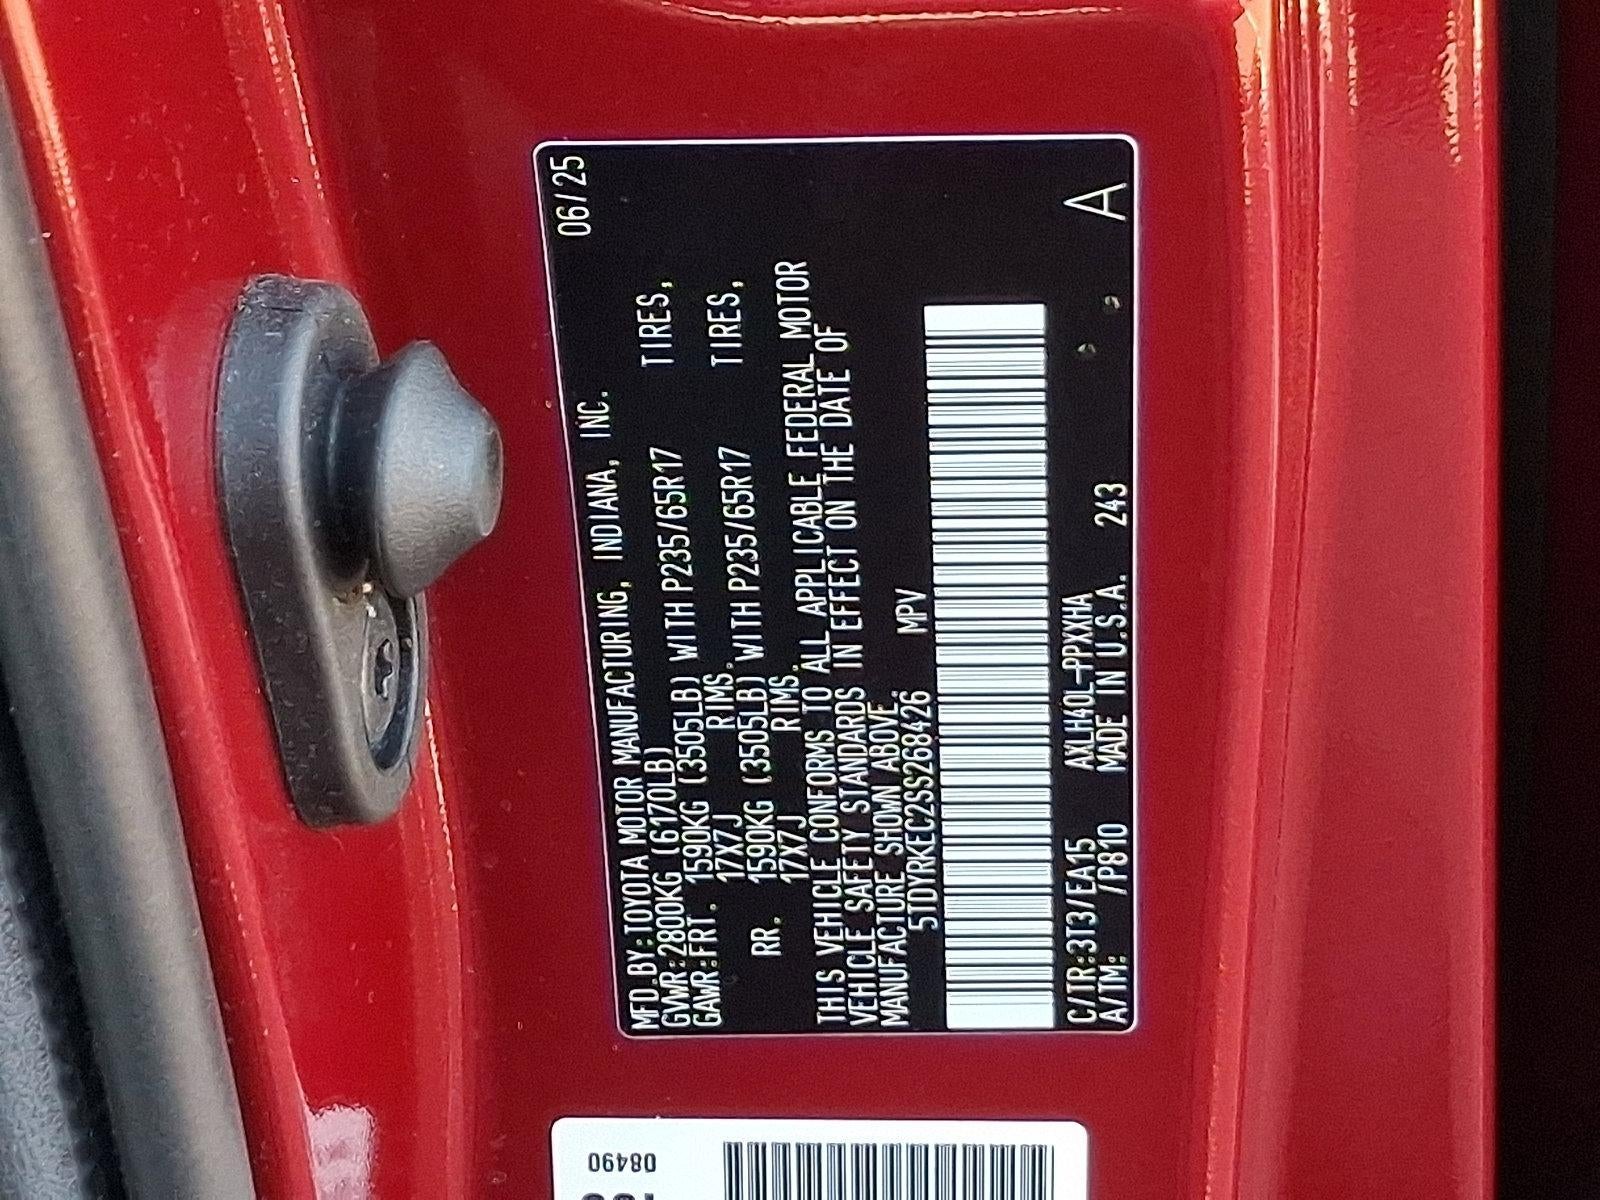 06/25
MFD.BY:TOYOTA MOTOR MANUFACTURING, INDIANA, INC.
GVWR:2800KG (6170LB)
GAWR:FRT. 1590KG (3505LB) WITH P235/65R17 TIRES,
17X7J RIMS.
RR. 1590KG (3505LB) WITH P235/65R17 TIRES,
17X7J RIMS.
THIS VEHICLE CONFORMS TO ALL APPLICABLE FEDERAL MOTOR
VEHICLE SAFETY STANDARDS IN EFFECT ON THE DATE OF
MANUFACTURE SHOWN ABOVE.
5TDYRKEC2SS268426 MPV
C/TR:3T3/EA15 AXLH40L-PPXXHA
A/TM: /P810 MADE IN U.S.A. 243 A
08490